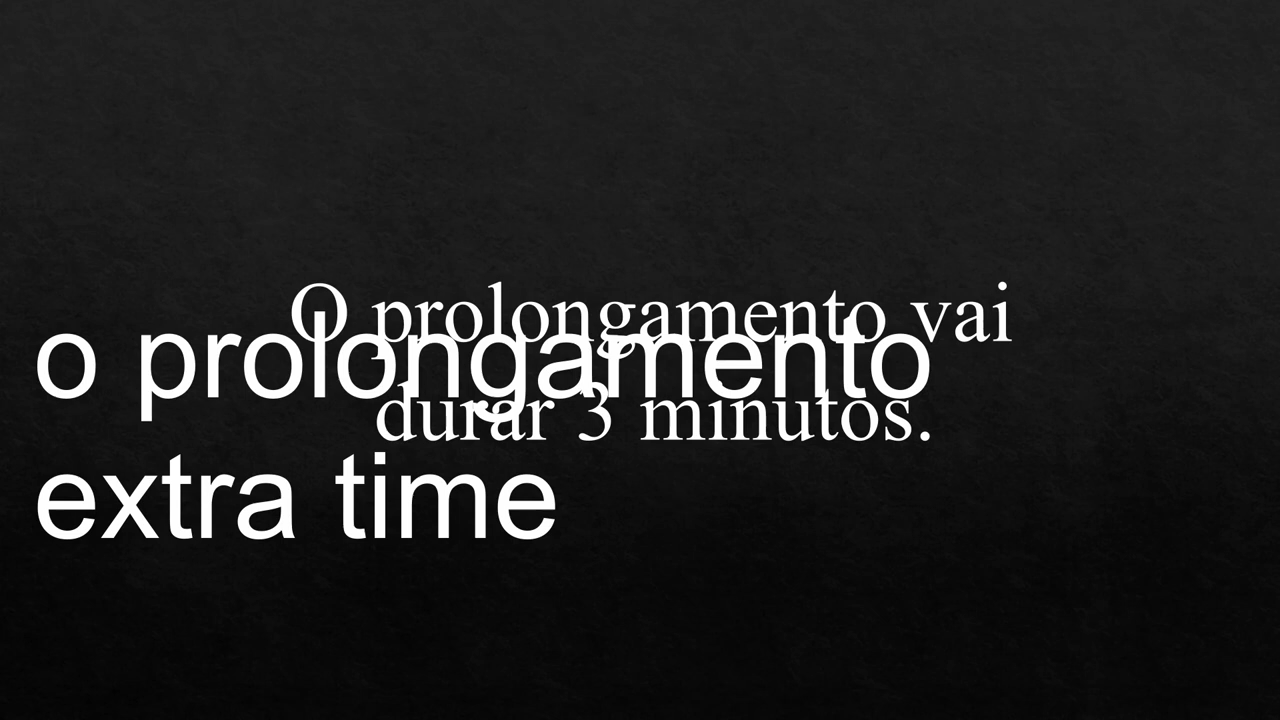 O prolongamento vai
durar 3 minutos.
o prolongamento
extra time